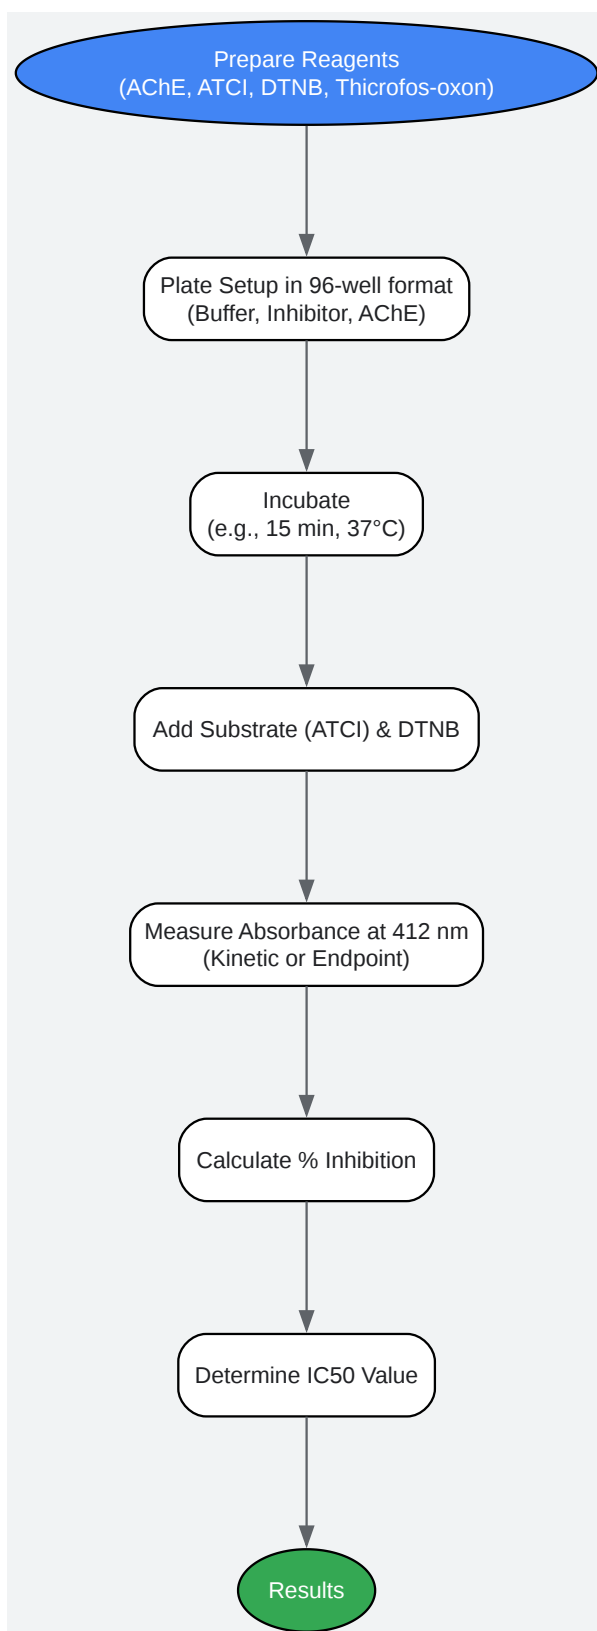 Prepare Reagents
(AChE, ATCI, DTNB, Thicrofos-oxon)
Plate Setup in 96-well format
(Buffer, Inhibitor, AChE)
Incubate
(e.g., 15 min, 37°C)
Add Substrate (ATCI) & DTNB
Measure Absorbance at 412 nm
(Kinetic or Endpoint)
Calculate % Inhibition
Determine IC50 Value
Results